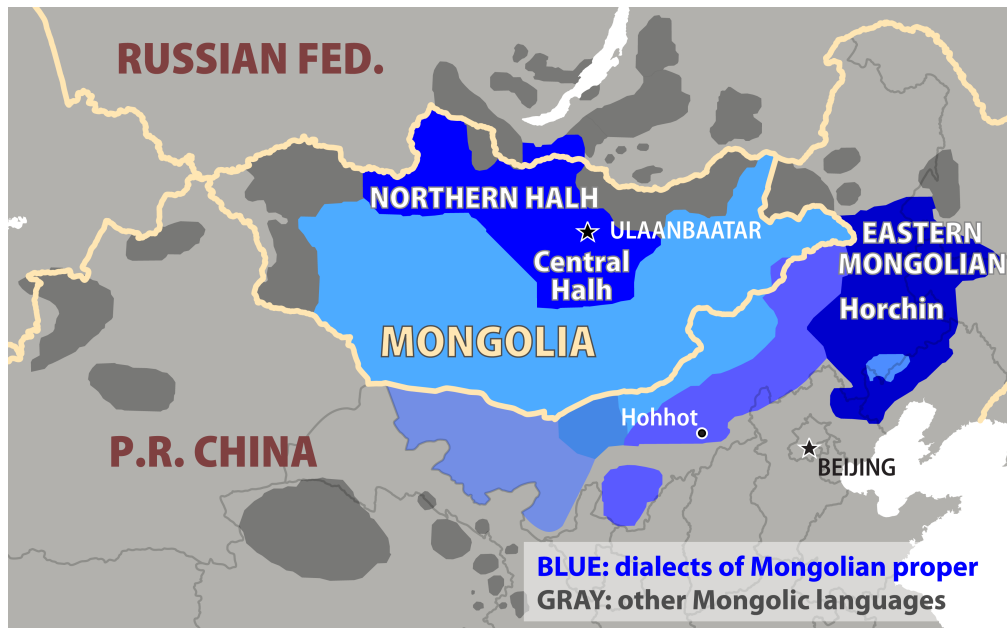 RUSSIAN FED.
NORTHERN HALH
ULAANBAATAR
Central
Halh
EASTERN
MONGOLIAN
Horchin
MONGOLIA
Hohhot
P.R. CHINA
BEIJING
BLUE: dialects of Mongolian proper
GRAY: other Mongolic languages